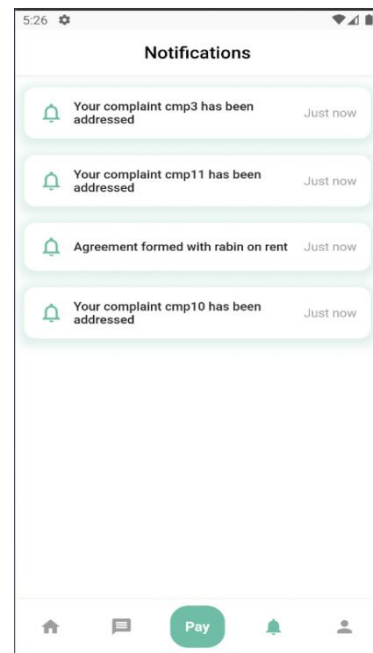 5:26
Notifications
Your complaint cmp3 has been
addressed
Just now
Your complaint cmp11 has been
addressed
Just now
Agreement formed with rabin on rent
Just now
Your complaint cmp10 has been
addressed
Just now
Pay